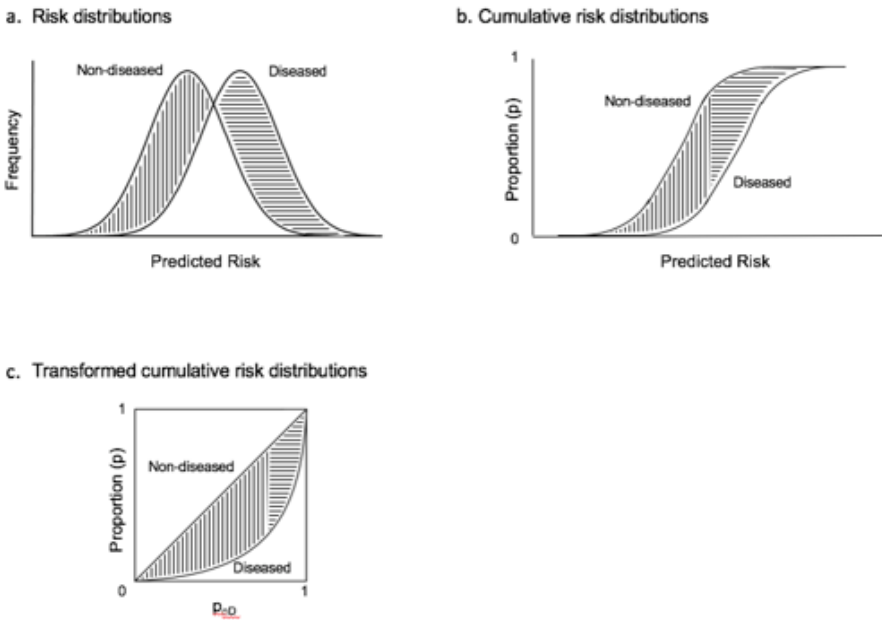 a. Risk distributions
Non-diseased
Diseased
Frequency
Predicted Risk
b. Cumulative risk distributions
1
Non-diseased
Proportion (p)
Diseased
0
Predicted Risk
c. Transformed cumulative risk distributions
1
Non-diseased
Proportion (p)
Diseased
0
1